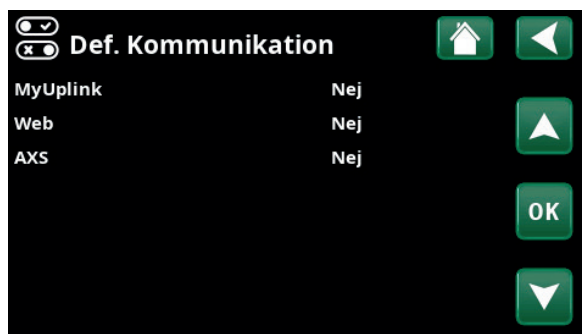 Def. Kommunikation
MyUplink Nej
Web Nej
AXS Nej
OK